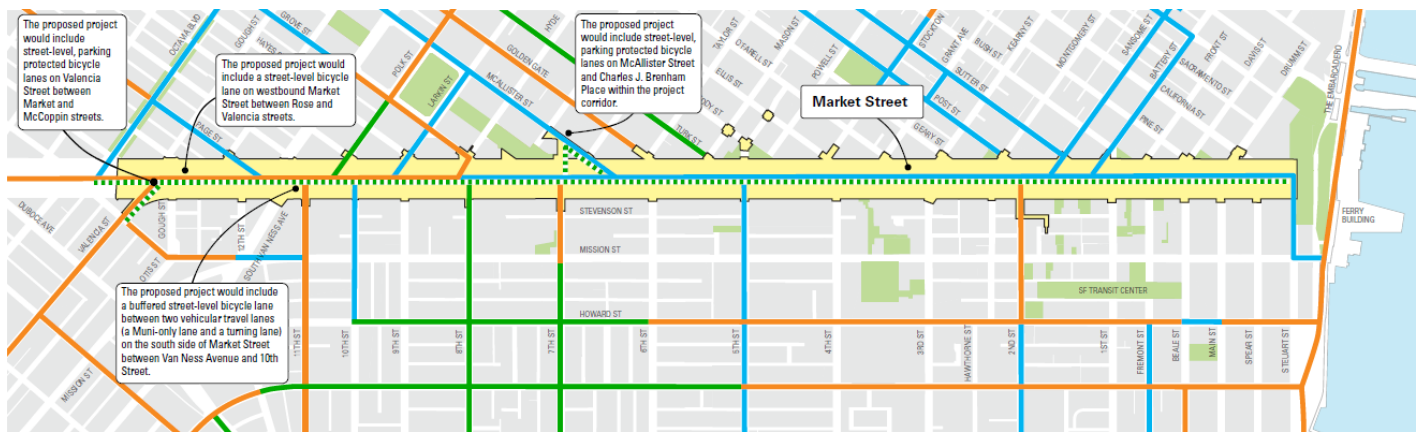 The proposed project
would include
street-level, parking
protected bicycle
lanes on Valencia
Street between
Market and
McCoppin streets.
The proposed project would
include a street-level bicycle
lane on westbound Market
Street between Rose and
Valencia streets.
The proposed project
would include street-level,
parking protected bicycle
lanes on McAllister Street
and Charles J. Brenham
Place within the project
corridor.
Market Street
OCTAVIA BLVD
GOUGH ST
HAYES ST
GROVE ST
PAGE ST
POLK ST
LARKIN ST
MCALLISTER ST
GOLDEN GATE
HYDE
TURK ST
EDDY ST
ELLIS ST
TAYLOR ST
O'FARELL ST
MASON ST
POWELL ST
STOCKTON
GRANT AVE
GEARY ST
POST ST
SUTTER ST
BUSH ST
KEARNY ST
MONTGOMERY ST
PINE ST
CALIFORNIA ST
SANSOME ST
BATTERY ST
SACRAMENTO ST
FRONT ST
DAVIS ST
DRUMM ST
THE EMBARCADERO
FERRY
BUILDING
DUBOCE AVE
VALENCIA ST
GOUGH ST
OTIS ST
12TH ST
SOUTH VAN NESS AVE
MISSION ST
STEVENSON ST
MISSION ST
HOWARD ST
SF TRANSIT CENTER
The proposed project would include
a buffered street-level bicycle lane
between two vehicular travel lanes
(a Muni-only lane and a turning lane)
on the south side of Market Street
between Van Ness Avenue and 10th
Street.
11TH ST
10TH ST
9TH ST
8TH ST
7TH ST
6TH ST
5TH ST
4TH ST
3RD ST
HAWTHORNE ST
2ND ST
1ST ST
FREMONT ST
BEALE ST
MAIN ST
SPEAR ST
STEUART ST